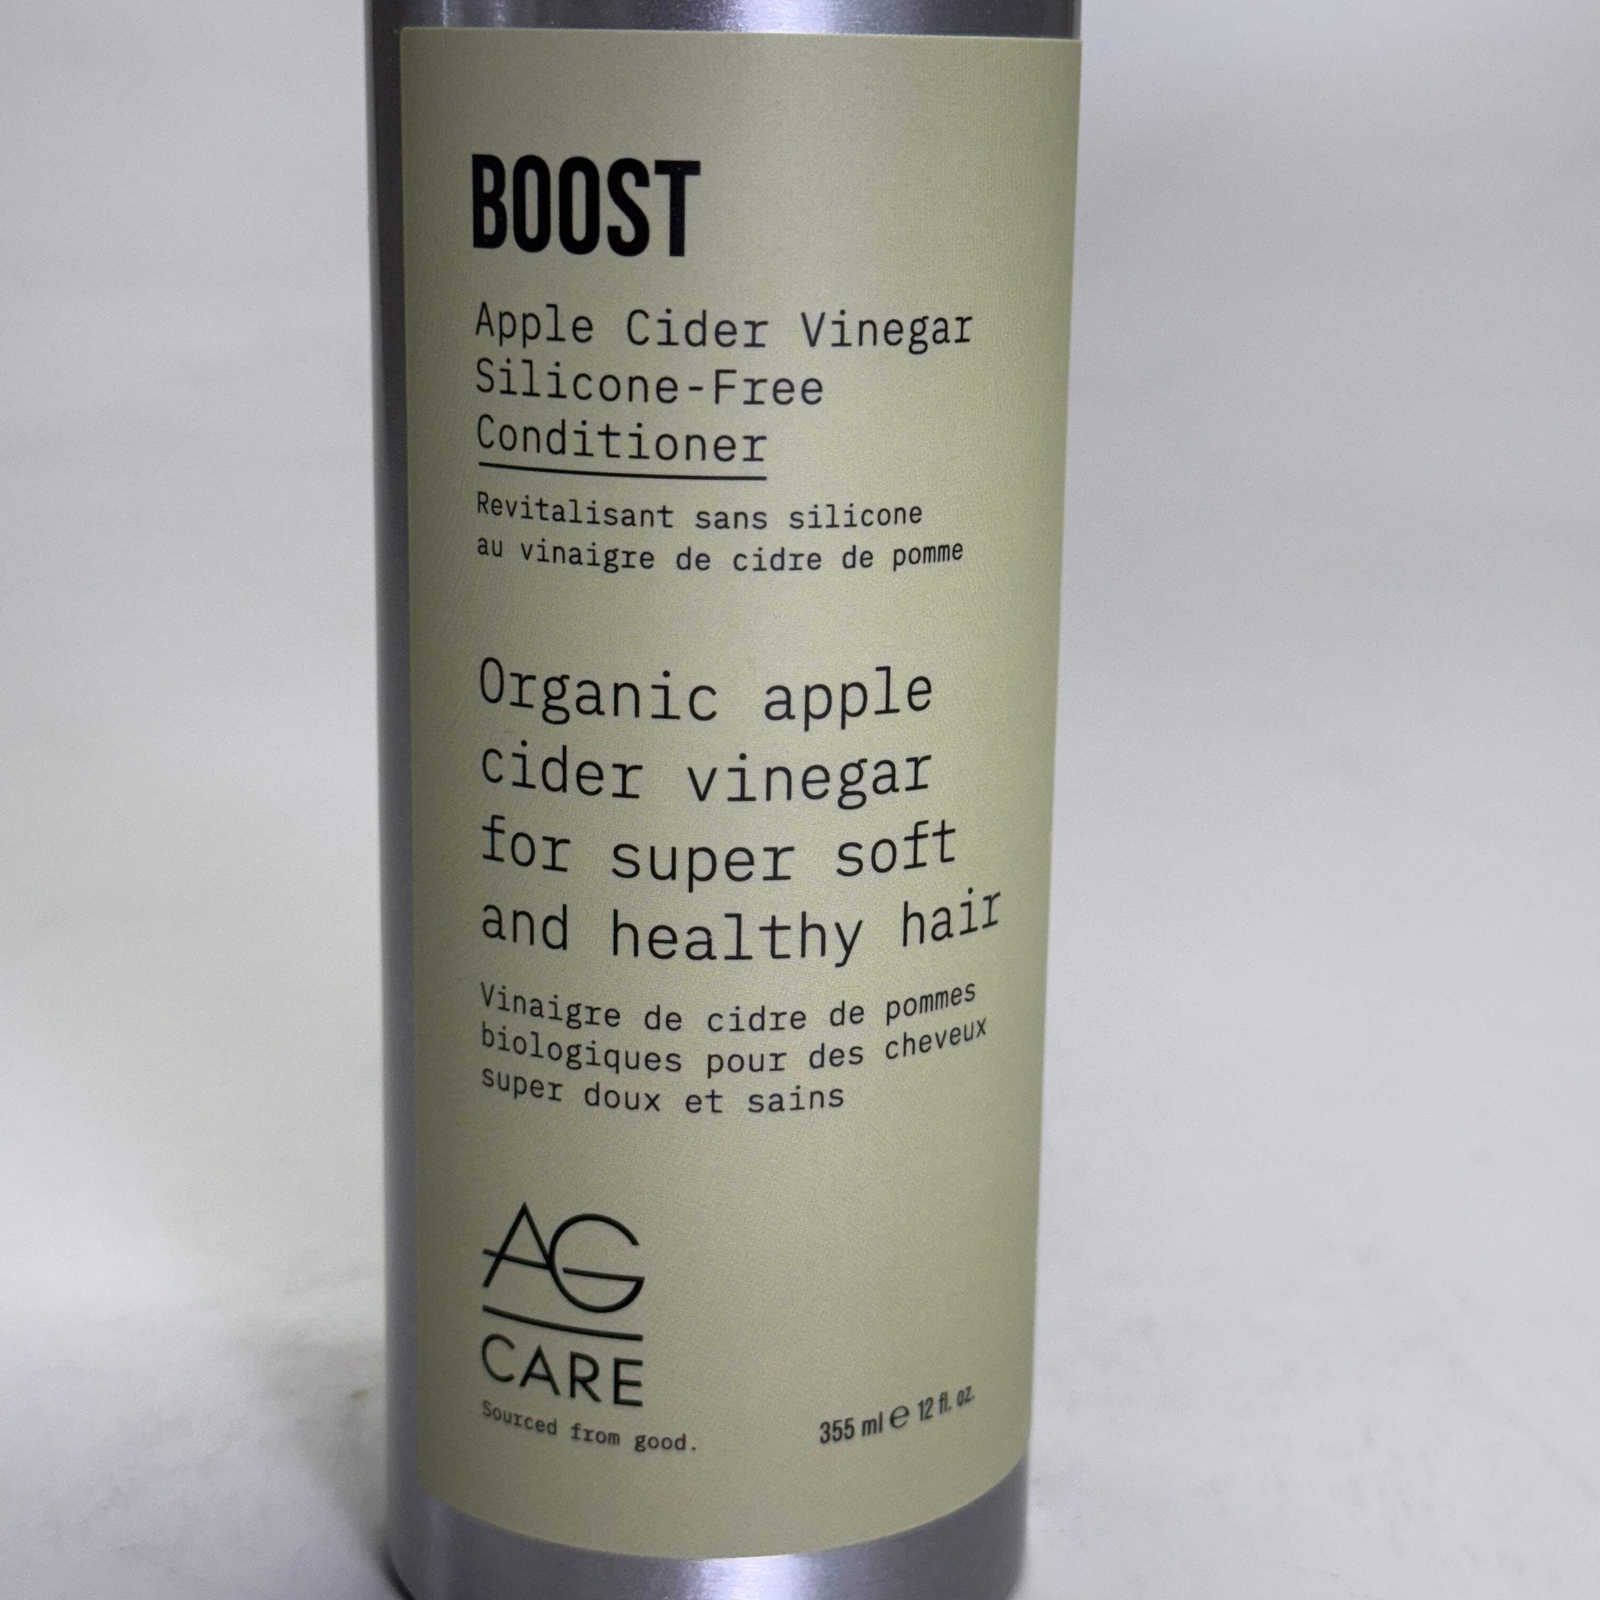 BOOST
Apple Cider Vinegar
Silicone-Free
Conditioner
Revitalisant sans silicone
au vinaigre de cidre de pomme
Organic apple
cider vinegar
for super soft
and healthy hair
Vinaigre de cidre de pommes
biologiques pour des cheveux
super doux et sains
AG
CARE
Sourced from good.
355 ml ℮ 12 fl. oz.